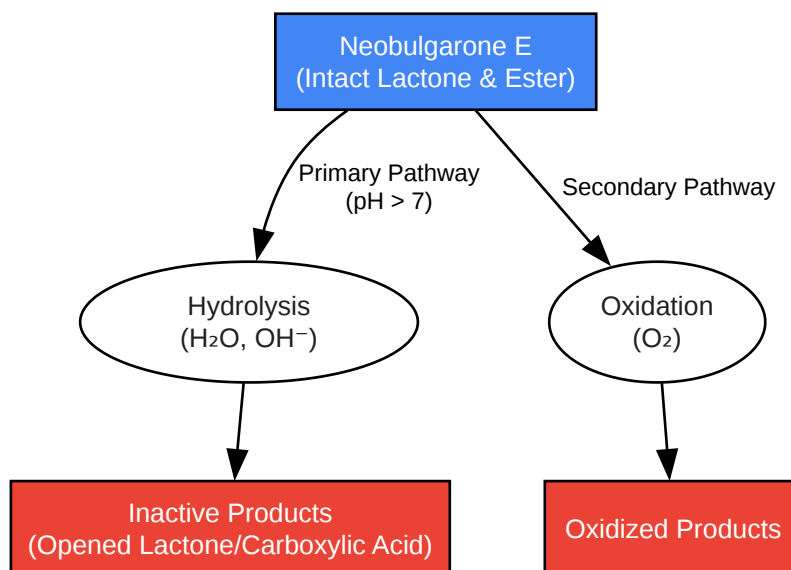 Neobulgarone E
(Intact Lactone & Ester)
Primary Pathway
(pH > 7)
Secondary Pathway
Hydrolysis
(H₂O, OH⁻)
Oxidation
(O₂)
Inactive Products
(Opened Lactone/Carboxylic Acid)
Oxidized Products